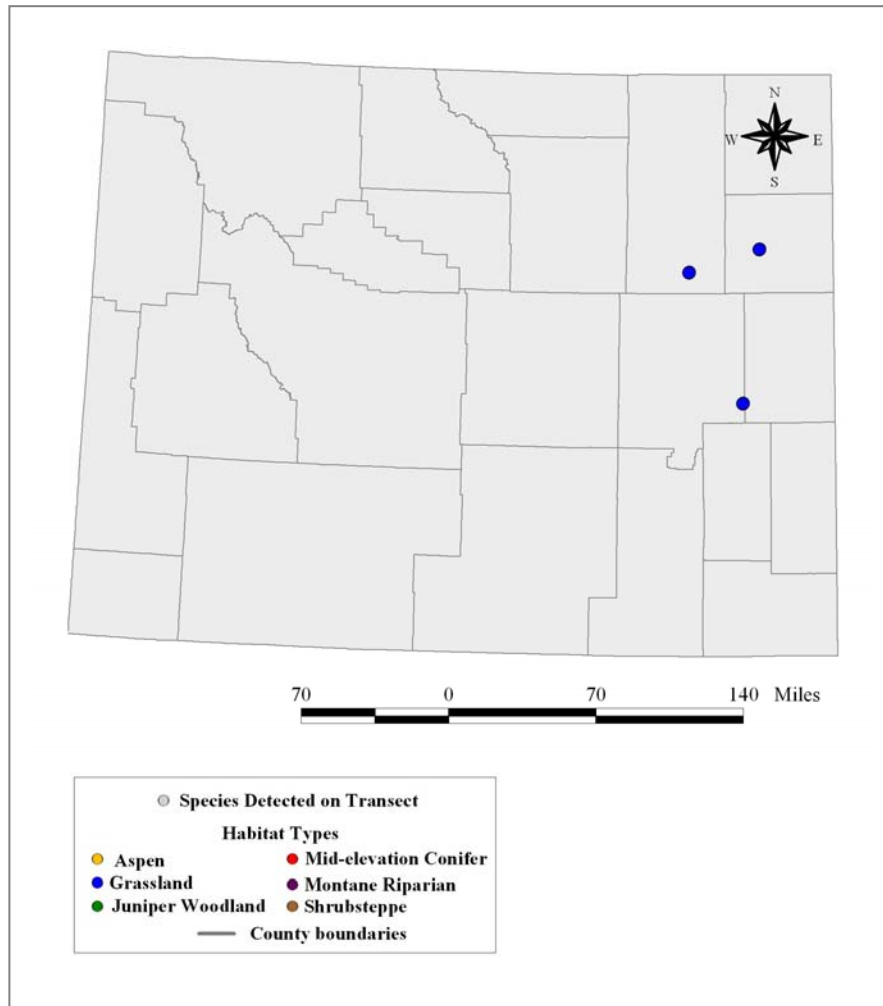 N
W E
S
70 0 70 140 Miles
Species Detected on Transect
Habitat Types
Aspen
Mid-elevation Conifer
Grassland
Montane Riparian
Juniper Woodland
Shrubsteppe
County boundaries